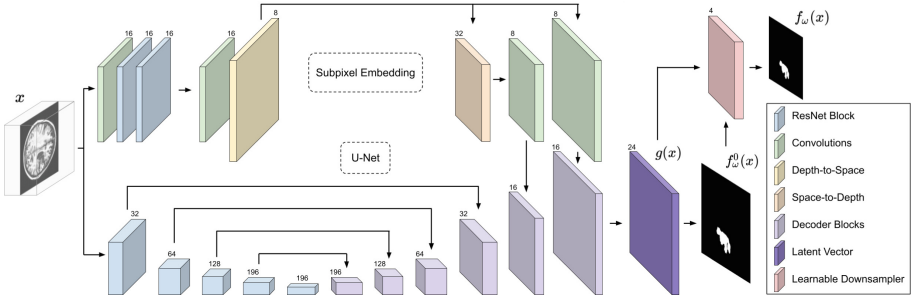 16 16 16
16
8
Subpixel Embedding
32
8
8
4
f_ω(x)
x
U-Net
g(x)
f_ω^0(x)
32
64
128
196
196
196
128
64
32
16
16
24
ResNet Block
Convolutions
Depth-to-Space
Space-to-Depth
Decoder Blocks
Latent Vector
Learnable Downsampler